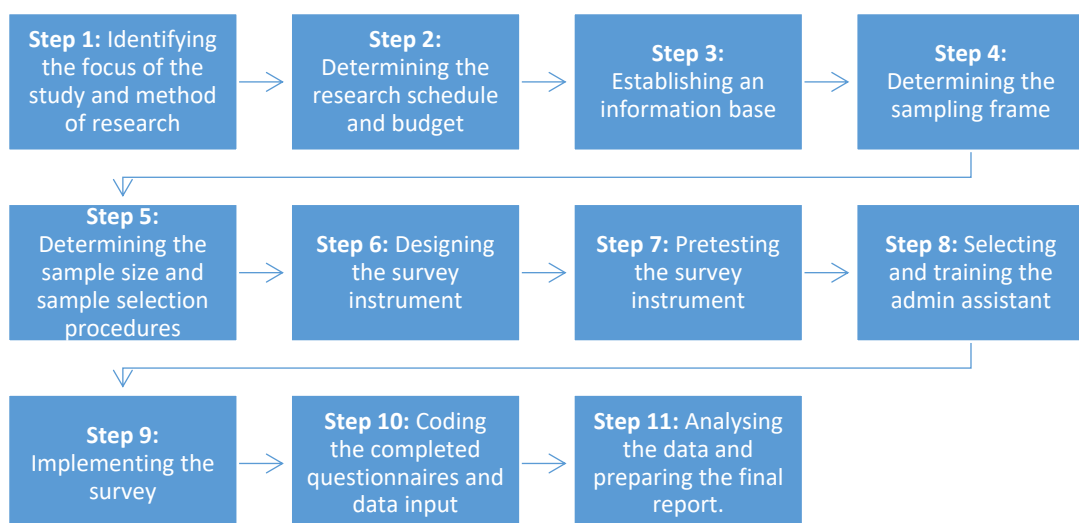 Step 1: Identifying
the focus of the
study and method
of research
Step 2:
Determining the
research schedule
and budget
Step 3:
Establishing an
information base
Step 4:
Determining the
sampling frame
Step 5:
Determining the
sample size and
sample selection
procedures
Step 6: Designing
the survey
instrument
Step 7: Pretesting
the survey
instrument
Step 8: Selecting
and training the
admin assistant
Step 9:
Implementing the
survey
Step 10: Coding
the completed
questionnaires and
data input
Step 11: Analysing
the data and
preparing the final
report.